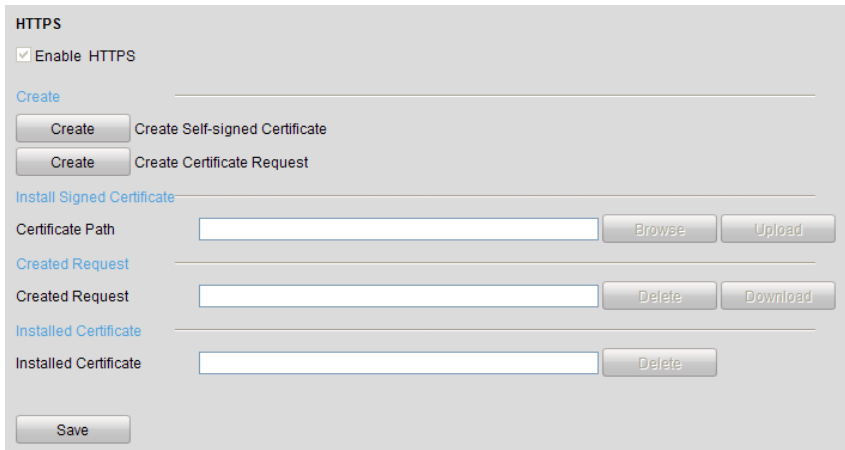 HTTPS
Enable HTTPS
Create
Create Create Self-signed Certificate
Create Create Certificate Request
Install Signed Certificate
Certificate Path Browse Upload
Created Request
Created Request Delete Download
Installed Certificate
Installed Certificate Delete
Save